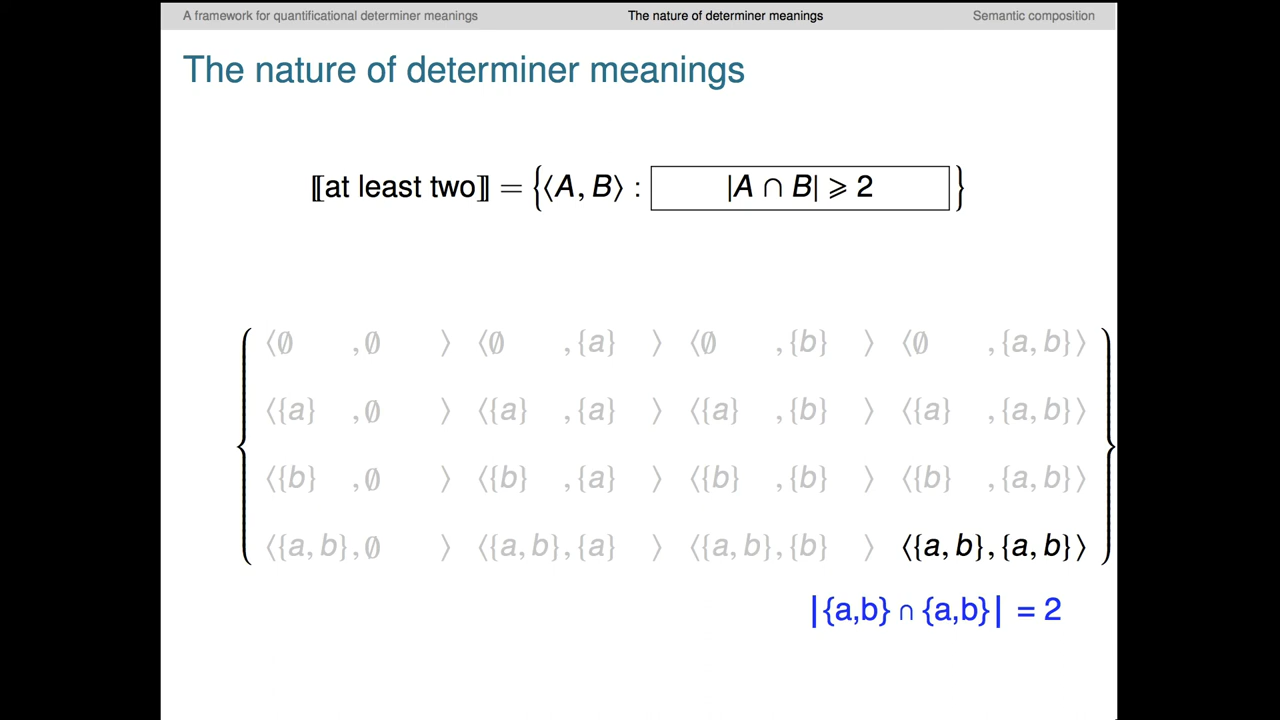 A framework for quantificational determiner meanings The nature of determiner meanings Semantic composition
The nature of determiner meanings
⟦at least two⟧ = {⟨A, B⟩ : |A ∩ B| ⩾ 2}
⟨∅ , ∅ ⟩ ⟨∅ , {a} ⟩ ⟨∅ , {b} ⟩ ⟨∅ , {a, b}⟩
⟨{a} , ∅ ⟩ ⟨{a} , {a} ⟩ ⟨{a} , {b} ⟩ ⟨{a} , {a, b}⟩
⟨{b} , ∅ ⟩ ⟨{b} , {a} ⟩ ⟨{b} , {b} ⟩ ⟨{b} , {a, b}⟩
⟨{a, b}, ∅ ⟩ ⟨{a, b}, {a} ⟩ ⟨{a, b}, {b} ⟩ ⟨{a, b}, {a, b}⟩
|{a,b} ∩ {a,b}| = 2